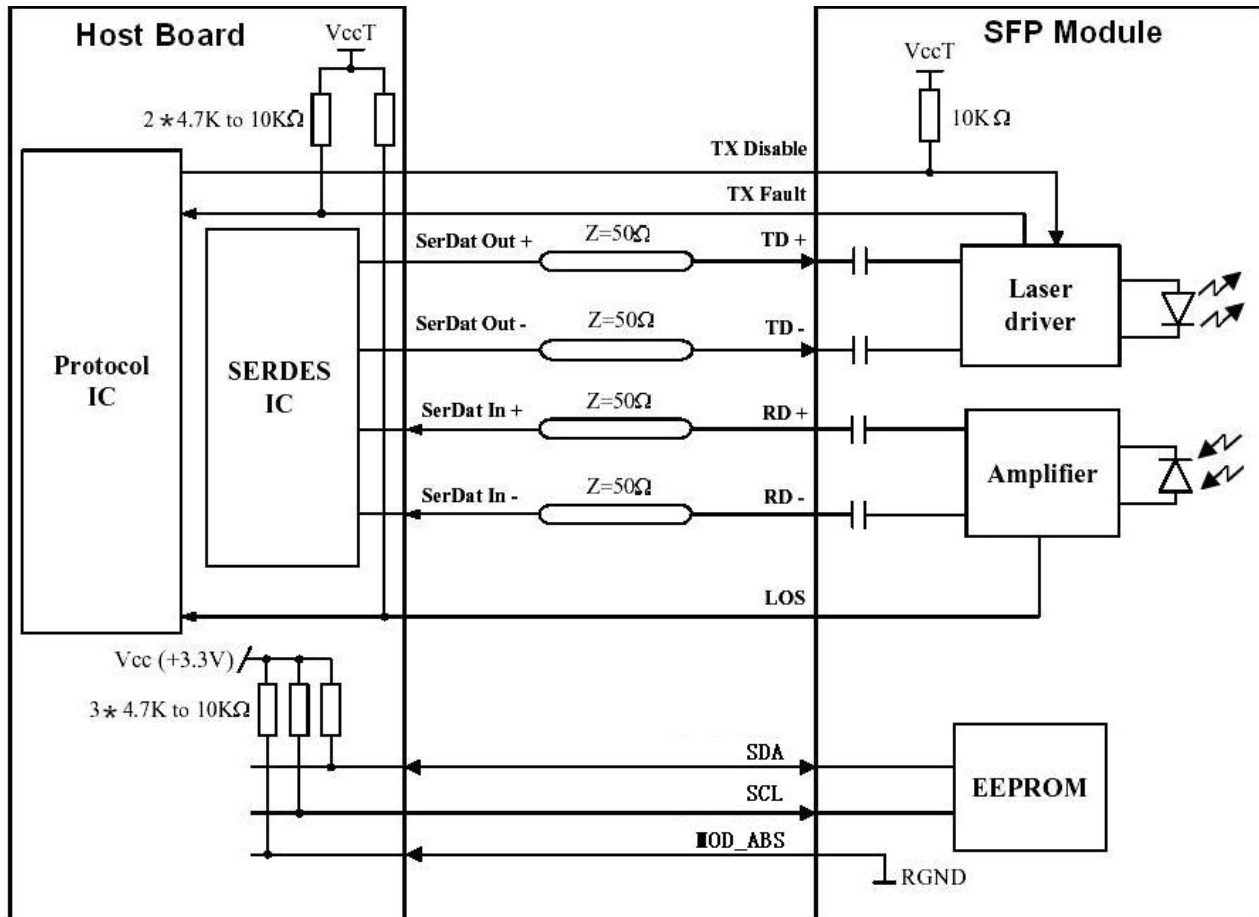 Host Board
SFP Module
VccT
VccT
2*4.7K to 10KΩ
10KΩ
TX Disable
TX Fault
SerDat Out +
Z=50Ω
TD +
Laser
driver
SerDat Out -
Z=50Ω
TD -
Protocol
IC
SERDES
IC
SerDat In +
Z=50Ω
RD +
Amplifier
SerDat In -
Z=50Ω
RD -
LOS
Vcc (+3.3V)
3* 4.7K to 10KΩ
SDA
SCL
EEPROM
MOD_ABS
RGND